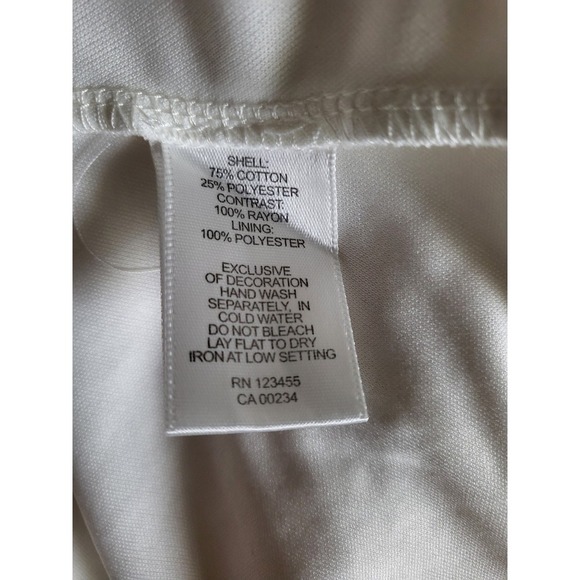 SHELL:
75% COTTON
25% POLYESTER
CONTRAST:
100% RAYON
LINING:
100% POLYESTER
EXCLUSIVE
OF DECORATION
HAND WASH
SEPARATELY, IN
COLD WATER
DO NOT BLEACH
LAY FLAT TO DRY
IRON AT LOW SETTING
RN 123455
CA 00234